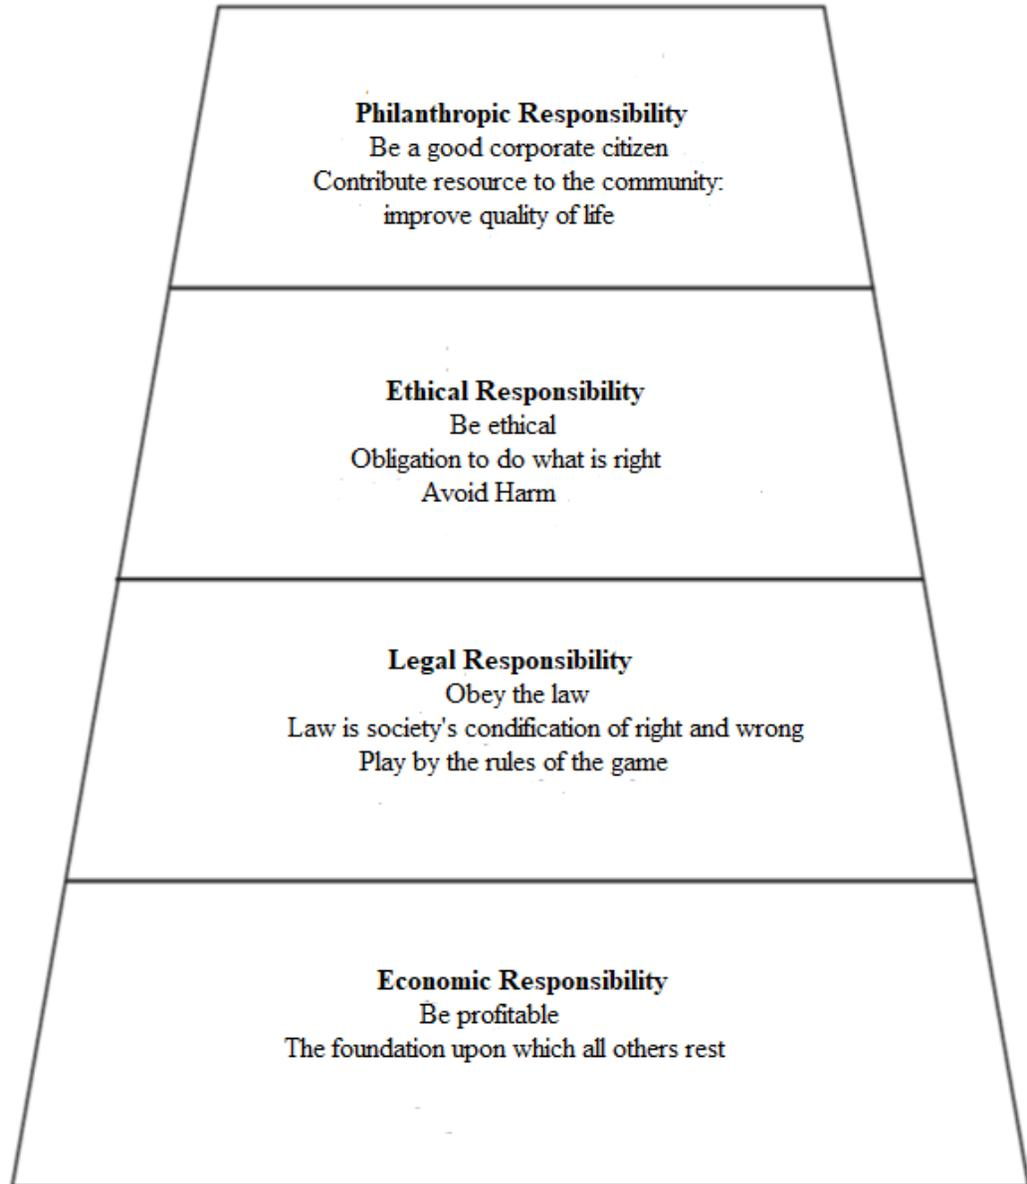 Philanthropic Responsibility
Be a good corporate citizen
Contribute resource to the community:
improve quality of life
Ethical Responsibility
Be ethical
Obligation to do what is right
Avoid Harm
Legal Responsibility
Obey the law
Law is society's condification of right and wrong
Play by the rules of the game
Economic Responsibility
Be profitable
The foundation upon which all others rest